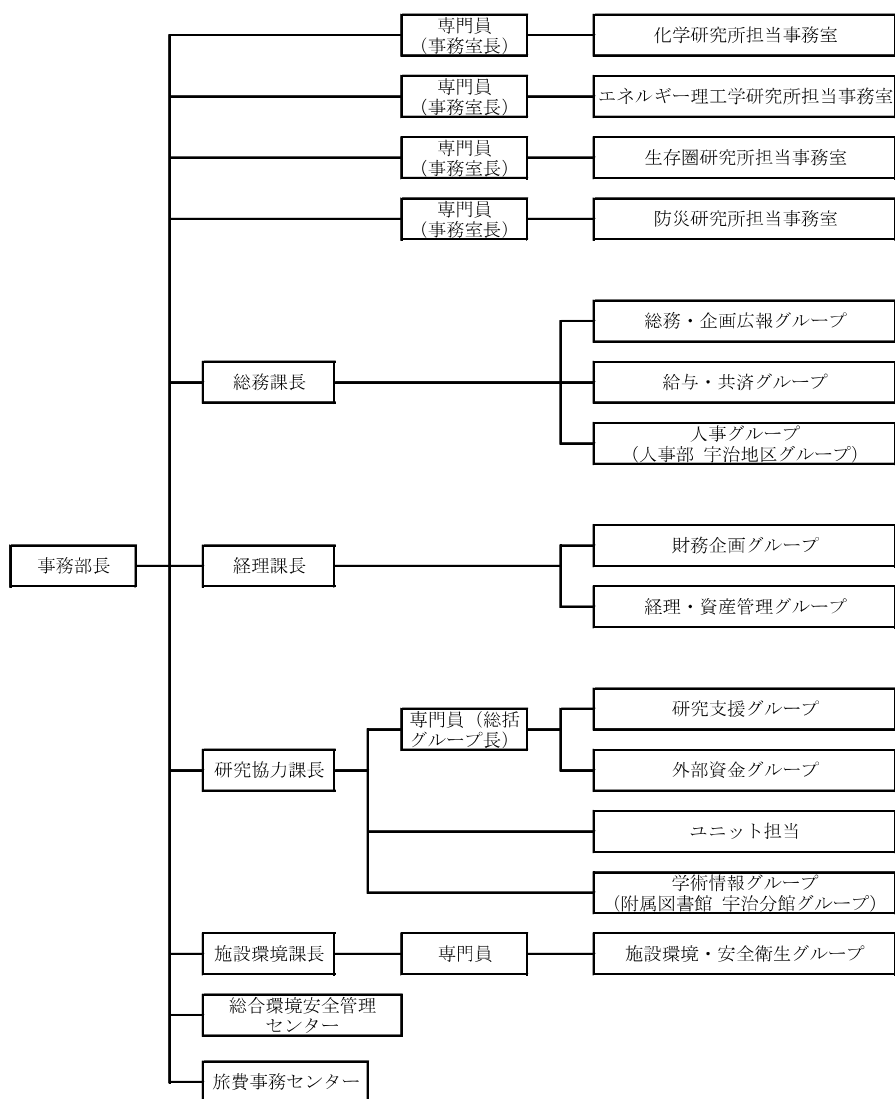 専門員
(事務室長)
化学研究所担当事務室
専門員
(事務室長)
エネルギー理工学研究所担当事務室
専門員
(事務室長)
生存圏研究所担当事務室
専門員
(事務室長)
防災研究所担当事務室
総務・企画広報グループ
総務課長
給与・共済グループ
人事グループ
(人事部 宇治地区グループ)
事務部長
経理課長
財務企画グループ
経理・資産管理グループ
専門員（総括
グループ長）
研究支援グループ
研究協力課長
外部資金グループ
ユニット担当
学術情報グループ
(附属図書館 宇治分館グループ)
施設環境課長
専門員
施設環境・安全衛生グループ
総合環境安全管理
センター
旅費事務センター